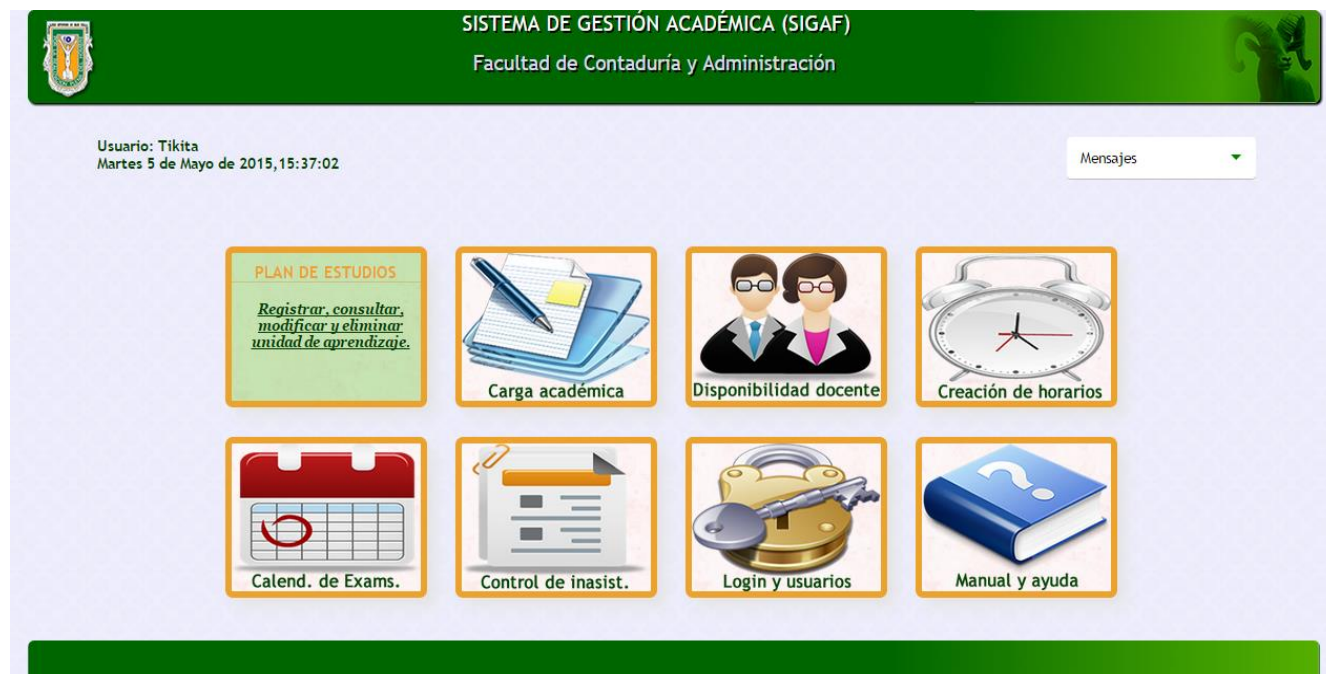 SISTEMA DE GESTIÓN ACADÉMICA (SIGAF)
Facultad de Contaduría y Administración
Usuario: Tikita
Martes 5 de Mayo de 2015,15:37:02
Mensajes
PLAN DE ESTUDIOS
Registrar, consultar,
modificar y eliminar
unidad de aprendizaje.
Carga académica
Disponibilidad docente
Creación de horarios
Calend. de Exams.
Control de inasist.
Login y usuarios
Manual y ayuda